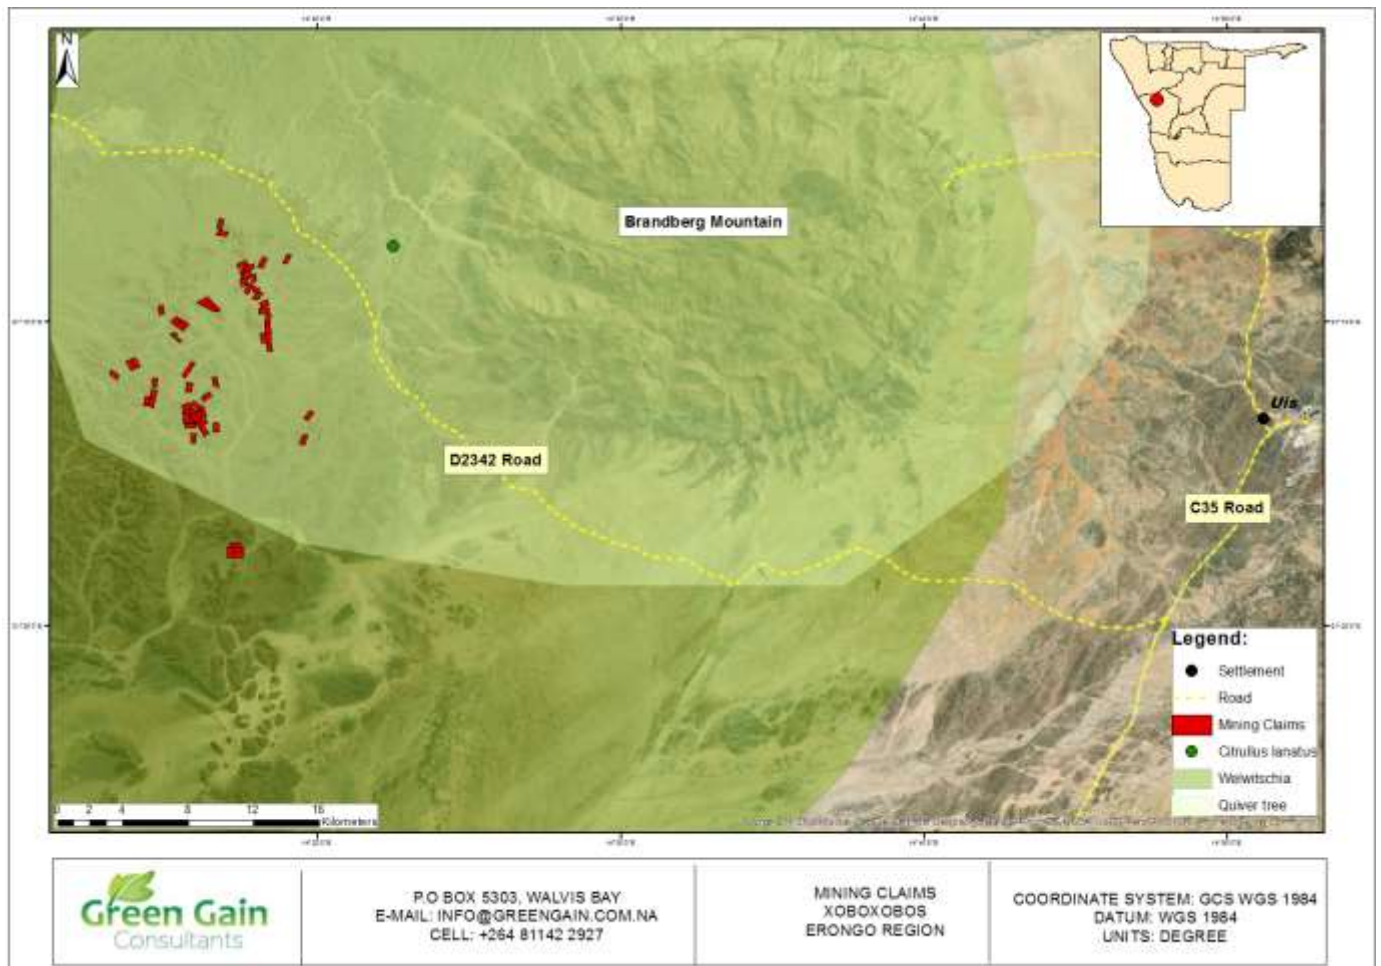 N
Brandberg Mountain
Uis
D2342 Road
C35 Road
Legend:
Settlement
Road
Mining Claims
Citrullus lanatus
Welwitschia
Quiver tree
0 2 4 8 12 16
Kilometers
Green Gain
Consultants
P.O BOX 5303, WALVIS BAY
E-MAIL: INFO@GREENGAIN.COM.NA
CELL: +264 81142 2927
MINING CLAIMS
XOBOXOBOS
ERONGO REGION
COORDINATE SYSTEM: GCS WGS 1984
DATUM: WGS 1984
UNITS: DEGREE